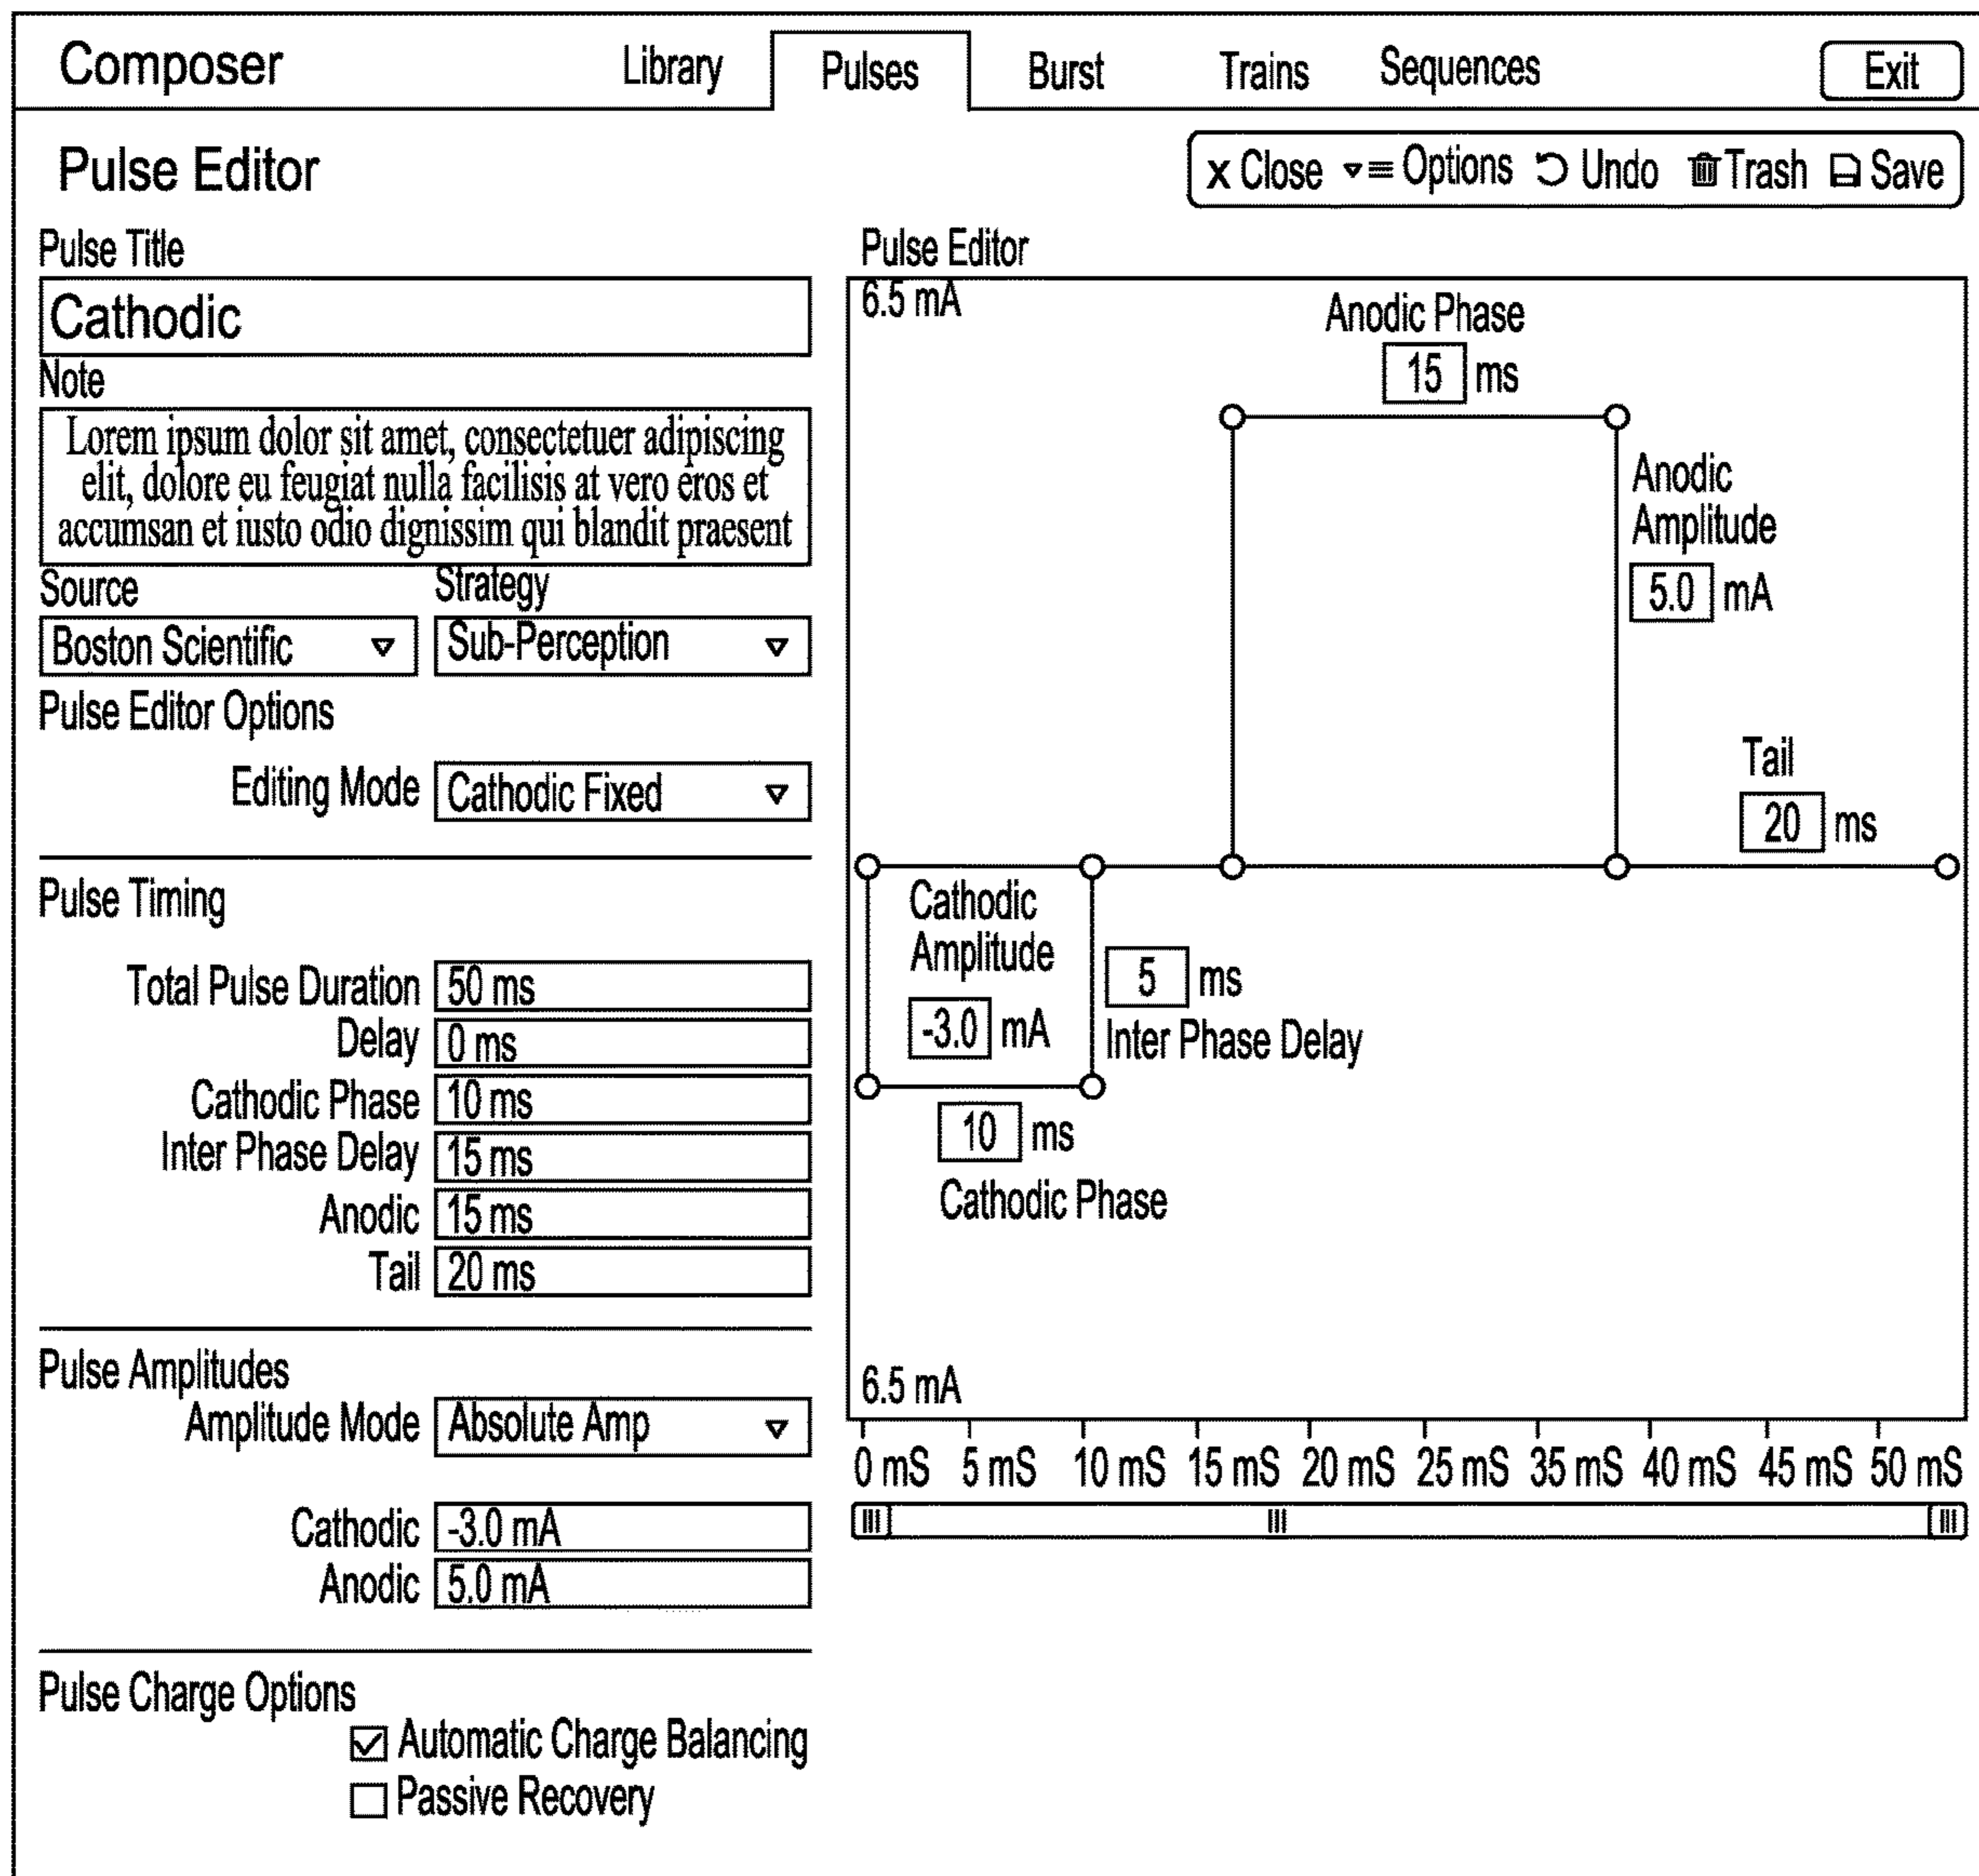 Composer Library Pulses Burst Trains Sequences Exit
Pulse Editor
x Close Options Undo Trash Save
Pulse Title
Cathodic
Note
Lorem ipsum dolor sit amet, consectetuer adipiscing
elit, dolore eu feugiat nulla facilisis at vero eros et
accumsan et iusto odio dignissim qui blandit praesent
Source Strategy
Boston Scientific Sub-Perception
Pulse Editor Options
Editing Mode Cathodic Fixed
Pulse Timing
Total Pulse Duration 50 ms
Delay 0 ms
Cathodic Phase 10 ms
Inter Phase Delay 15 ms
Anodic 15 ms
Tail 20 ms
Pulse Amplitudes
Amplitude Mode Absolute Amp
Cathodic -3.0 mA
Anodic 5.0 mA
Pulse Charge Options
Automatic Charge Balancing
Passive Recovery
Pulse Editor
6.5 mA
Anodic Phase
15 ms
Anodic
Amplitude
5.0 mA
Tail
20 ms
Cathodic
Amplitude
-3.0 mA
5 ms
Inter Phase Delay
10 ms
Cathodic Phase
6.5 mA
0 mS 5 mS 10 mS 15 mS 20 mS 25 mS 35 mS 40 mS 45 mS 50 mS